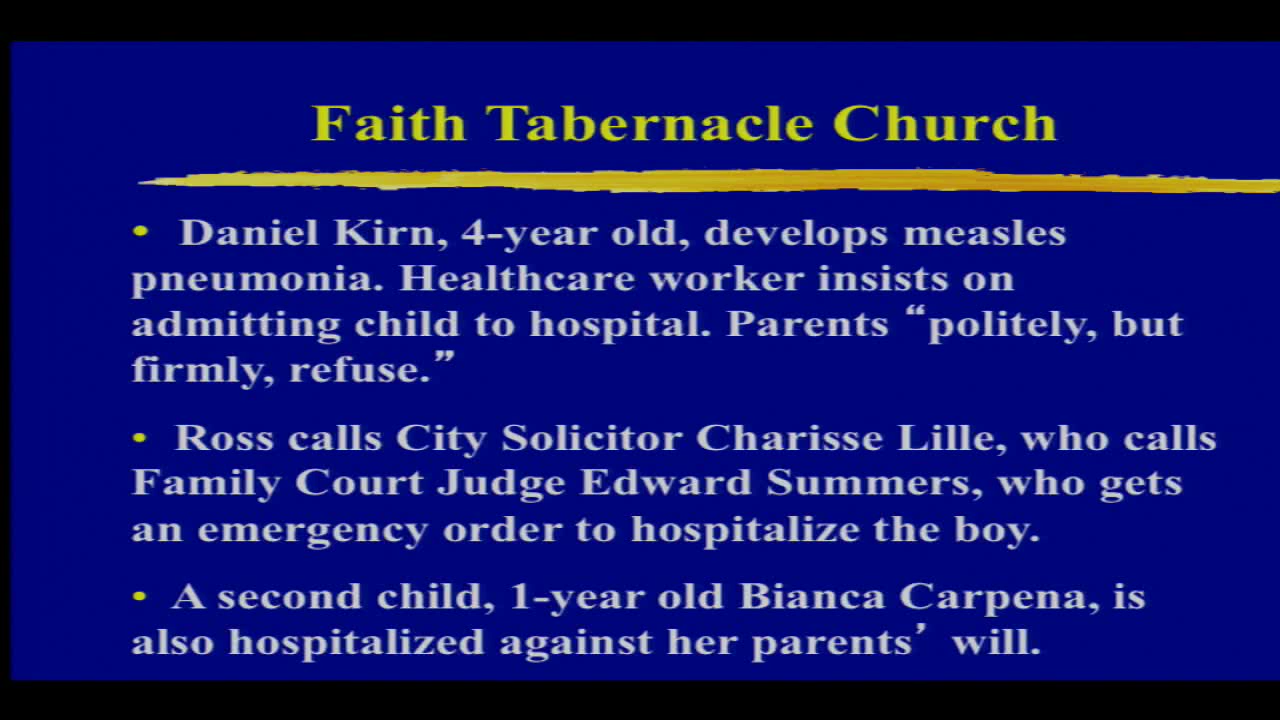 Faith Tabernacle Church
• Daniel Kirn, 4-year old, develops measles
pneumonia. Healthcare worker insists on
admitting child to hospital. Parents “politely, but
firmly, refuse.”
• Ross calls City Solicitor Charisse Lille, who calls
Family Court Judge Edward Summers, who gets
an emergency order to hospitalize the boy.
• A second child, 1-year old Bianca Carpena, is
also hospitalized against her parents’ will.